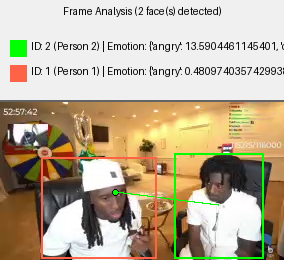 Frame Analysis (2 face(s) detected)
ID: 2 (Person 2) | Emotion: {'angry': 13.5904461145401, '
ID: 1 (Person 1) | Emotion: {'angry': 0.4809740357429938
52:57:42